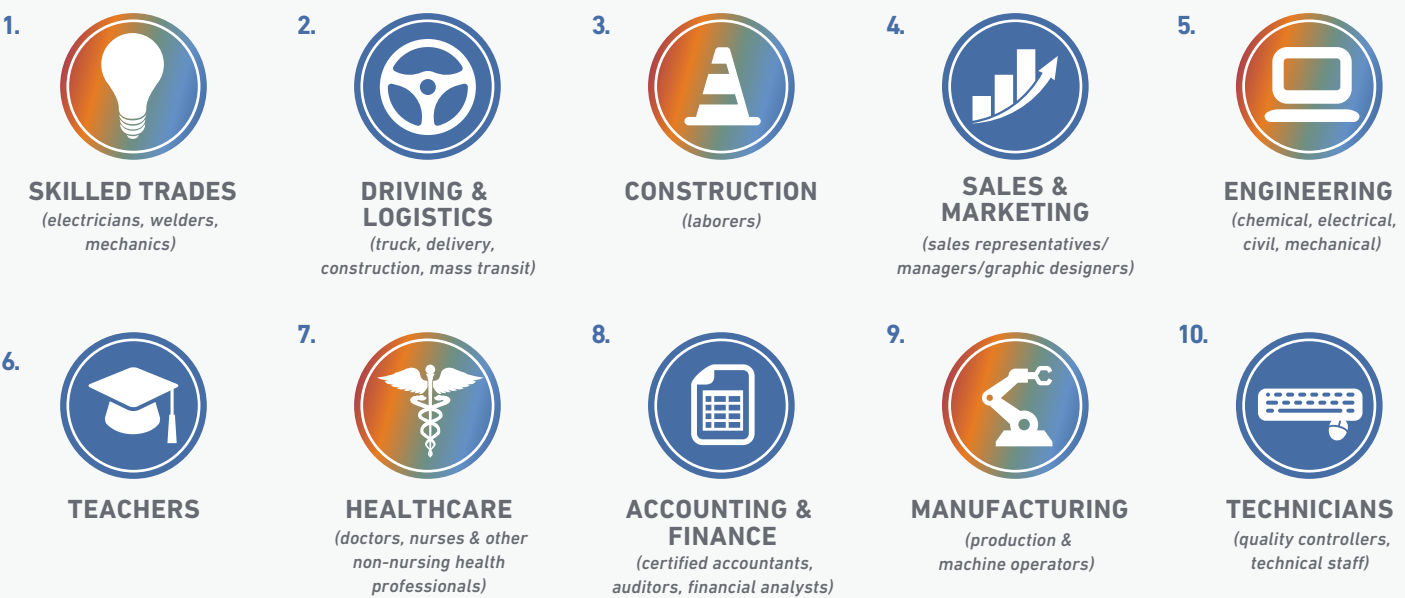 1.
SKILLED TRADES
(electricians, welders,
mechanics)
2.
DRIVING &
LOGISTICS
(truck, delivery,
construction, mass transit)
3.
CONSTRUCTION
(laborers)
4.
SALES &
MARKETING
(sales representatives/
managers/graphic designers)
5.
ENGINEERING
(chemical, electrical,
civil, mechanical)
6.
TEACHERS
7.
HEALTHCARE
(doctors, nurses & other
non-nursing health
professionals)
8.
ACCOUNTING &
FINANCE
(certified accountants,
auditors, financial analysts)
9.
MANUFACTURING
(production &
machine operators)
10.
TECHNICIANS
(quality controllers,
technical staff)